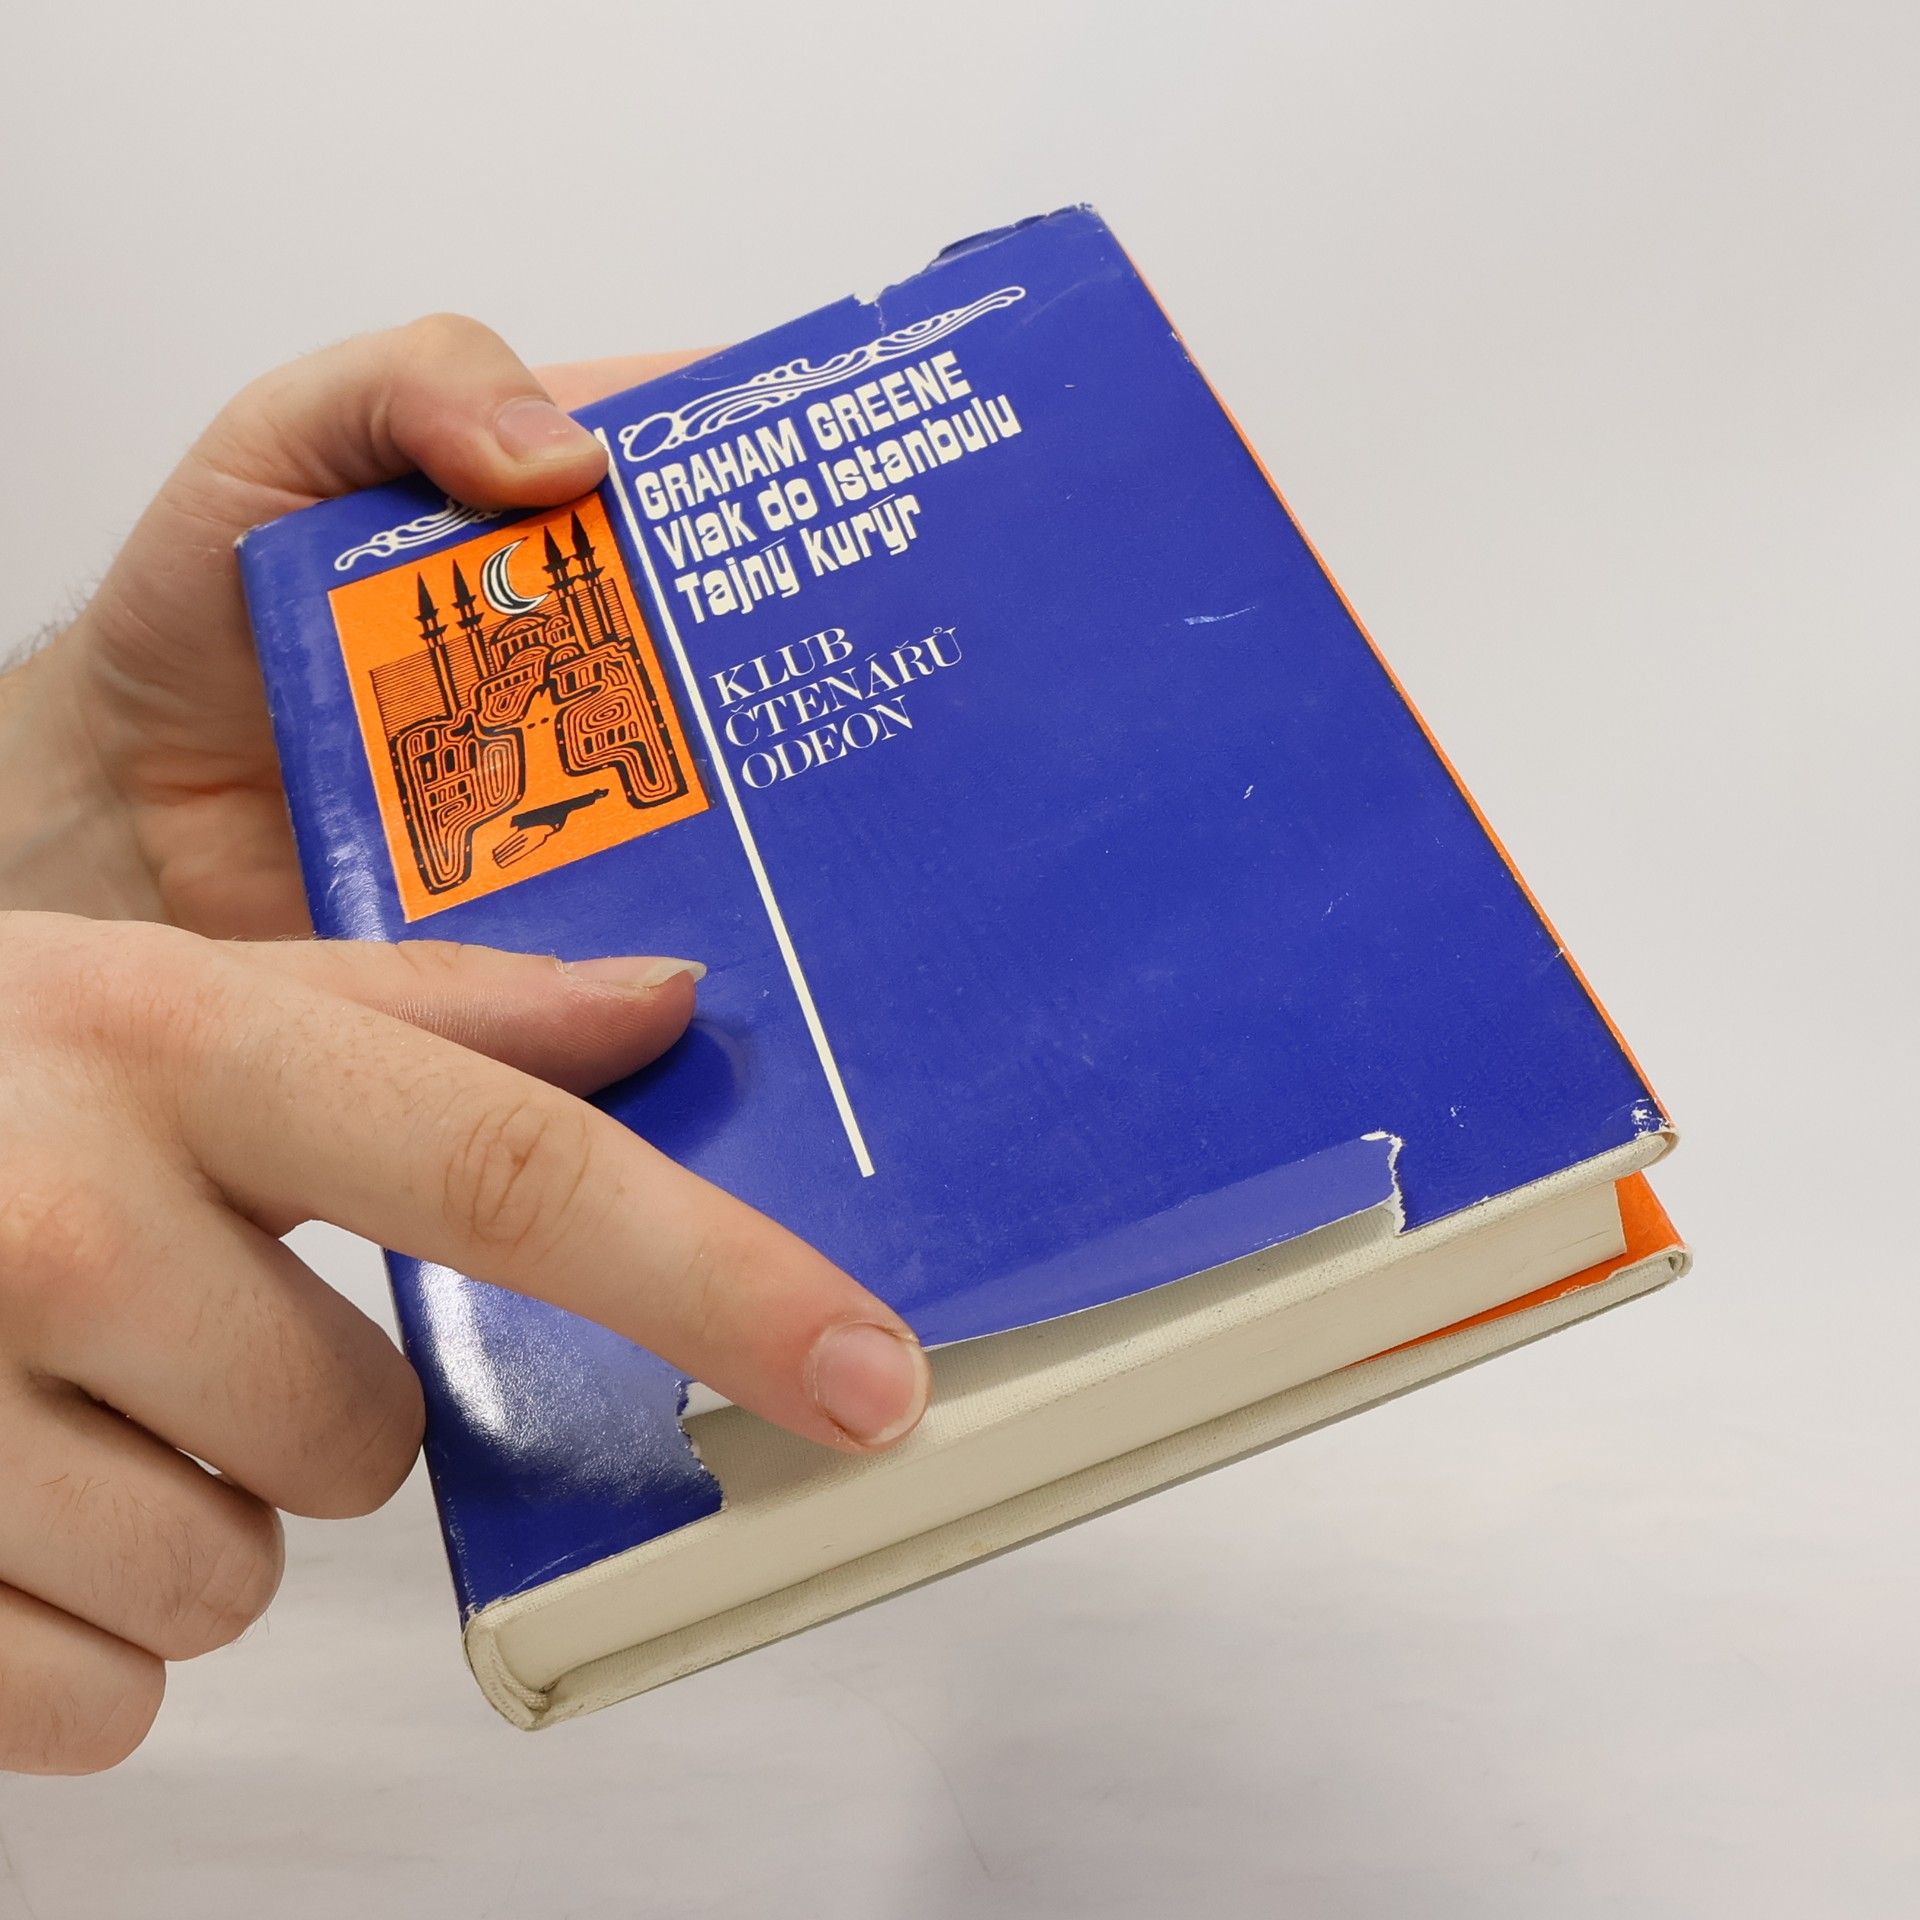 GRAHAM GREENE
Vlak do Istanbulu
Tajný kurýr
KLUB
ČTENÁŘŮ
ODEON